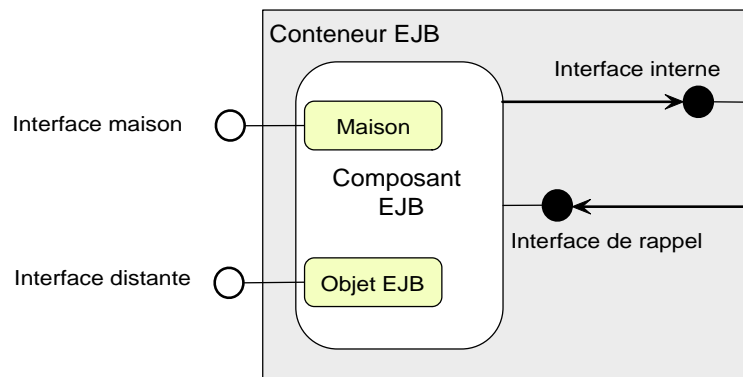 Conteneur EJB
Interface interne
Interface maison
Maison
Composant
EJB
Interface de rappel
Interface distante
Objet EJB